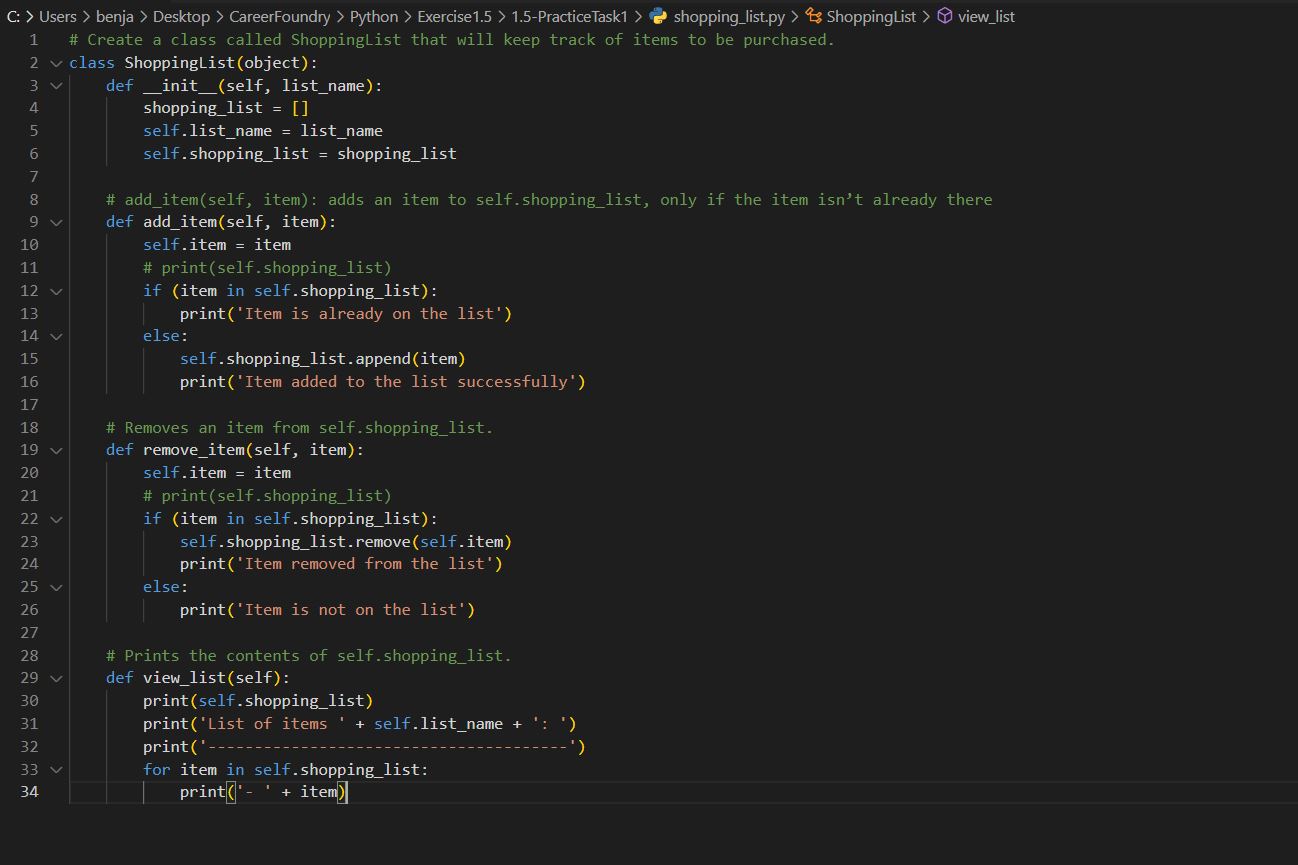 C: > Users > benja > Desktop > CareerFoundry > Python > Exercise1.5 > 1.5-PracticeTask1 > shopping_list.py > ShoppingList > view_list
1 # Create a class called ShoppingList that will keep track of items to be purchased.
2 class ShoppingList(object):
3     def __init__(self, list_name):
4         shopping_list = []
5         self.list_name = list_name
6         self.shopping_list = shopping_list
7
8     # add_item(self, item): adds an item to self.shopping_list, only if the item isn’t already there
9     def add_item(self, item):
10         self.item = item
11         # print(self.shopping_list)
12         if (item in self.shopping_list):
13             print('Item is already on the list')
14         else:
15             self.shopping_list.append(item)
16             print('Item added to the list successfully')
17
18     # Removes an item from self.shopping_list.
19     def remove_item(self, item):
20         self.item = item
21         # print(self.shopping_list)
22         if (item in self.shopping_list):
23             self.shopping_list.remove(self.item)
24             print('Item removed from the list')
25         else:
26             print('Item is not on the list')
27
28     # Prints the contents of self.shopping_list.
29     def view_list(self):
30         print(self.shopping_list)
31         print('List of items ' + self.list_name + ': ')
32         print('---------------------------------------')
33         for item in self.shopping_list:
34             print('- ' + item)